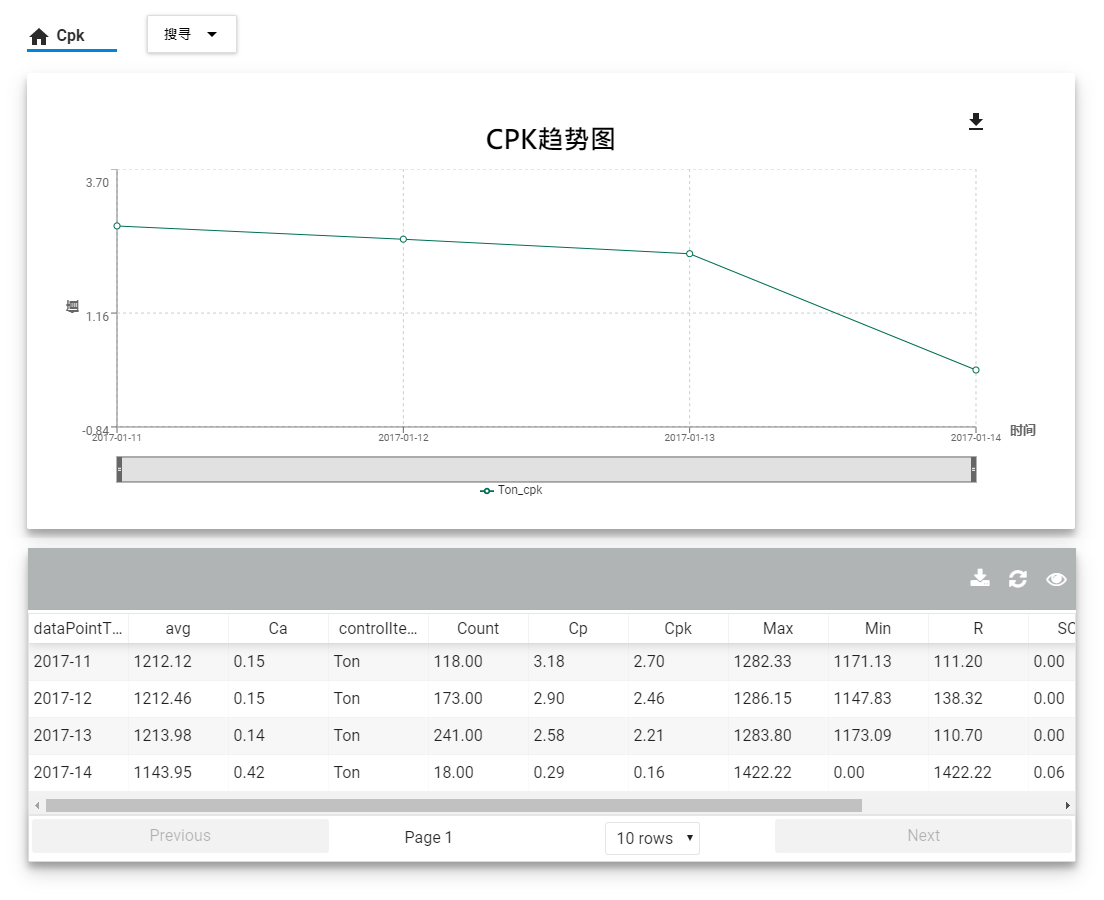 Cpk 搜寻
CPK趋势图
3.70
值
1.16
-0.84
2017-01-11 2017-01-12 2017-01-13 2017-01-14 时间
Ton_cpk
dataPointT... avg Ca controlIte... Count Cp Cpk Max Min R SC
2017-11 1212.12 0.15 Ton 118.00 3.18 2.70 1282.33 1171.13 111.20 0.00
2017-12 1212.46 0.15 Ton 173.00 2.90 2.46 1286.15 1147.83 138.32 0.00
2017-13 1213.98 0.14 Ton 241.00 2.58 2.21 1283.80 1173.09 110.70 0.00
2017-14 1143.95 0.42 Ton 18.00 0.29 0.16 1422.22 0.00 1422.22 0.06
Previous Page 1 10 rows Next